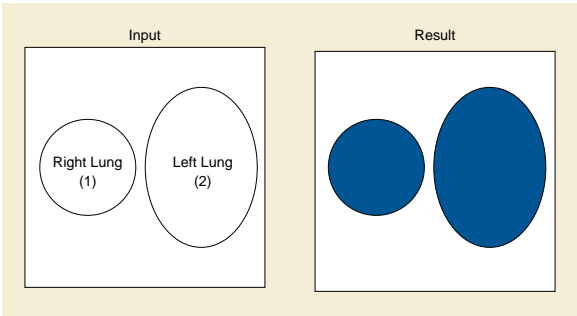 Input
Result
Right Lung
(1)
Left Lung
(2)